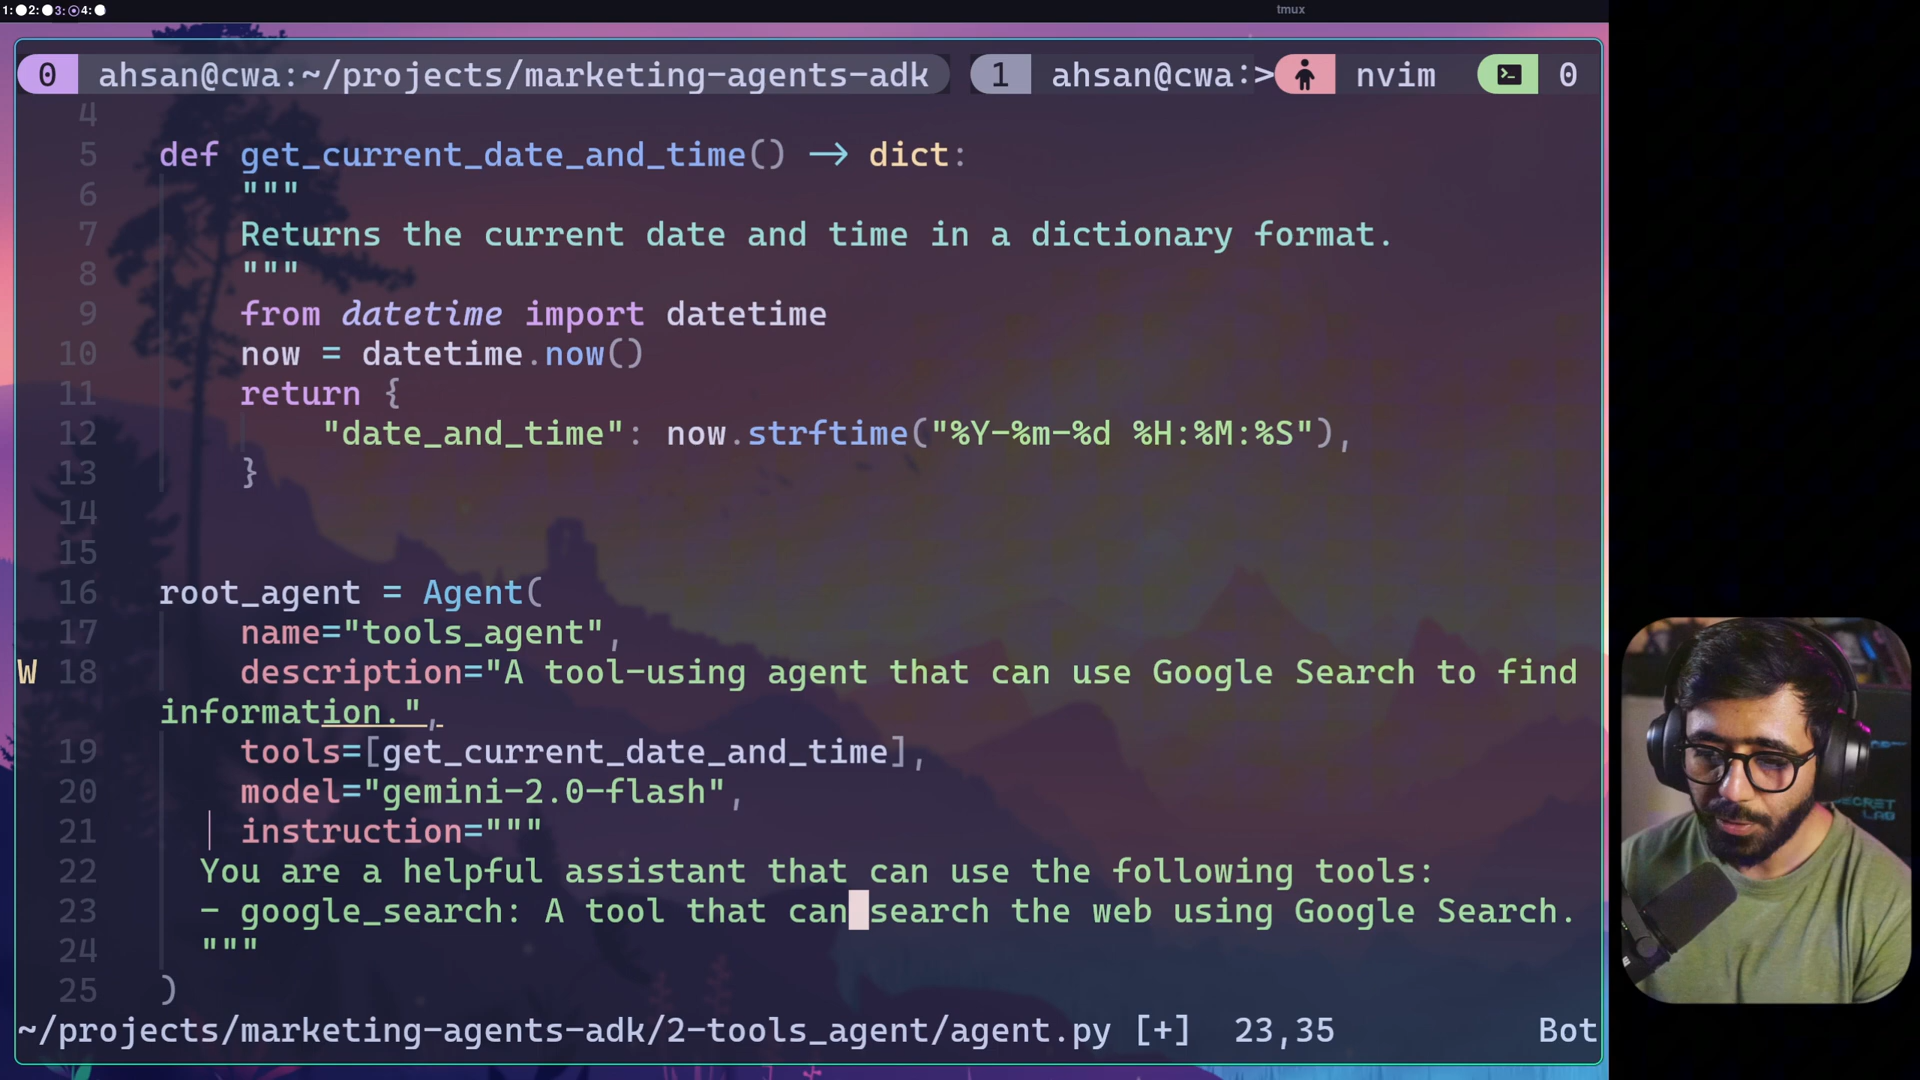 1: 2: 3: 4:
tmux
0 ahsan@cwa:~/projects/marketing-agents-adk 1 ahsan@cwa:> nvim 0
4
5 def get_current_date_and_time() → dict:
6 """
7 Returns the current date and time in a dictionary format.
8 """
9 from datetime import datetime
10 now = datetime.now()
11 return {
12 "date_and_time": now.strftime("%Y-%m-%d %H:%M:%S"),
13 }
14
15
16 root_agent = Agent(
17 name="tools_agent",
W 18 description="A tool-using agent that can use Google Search to find
information.",
19 tools=[get_current_date_and_time],
20 model="gemini-2.0-flash",
21 instruction="""
22 You are a helpful assistant that can use the following tools:
23 - google_search: A tool that can search the web using Google Search.
24 """
25 )
~/projects/marketing-agents-adk/2-tools_agent/agent.py [+] 23,35 Bot
SECRET
LAB